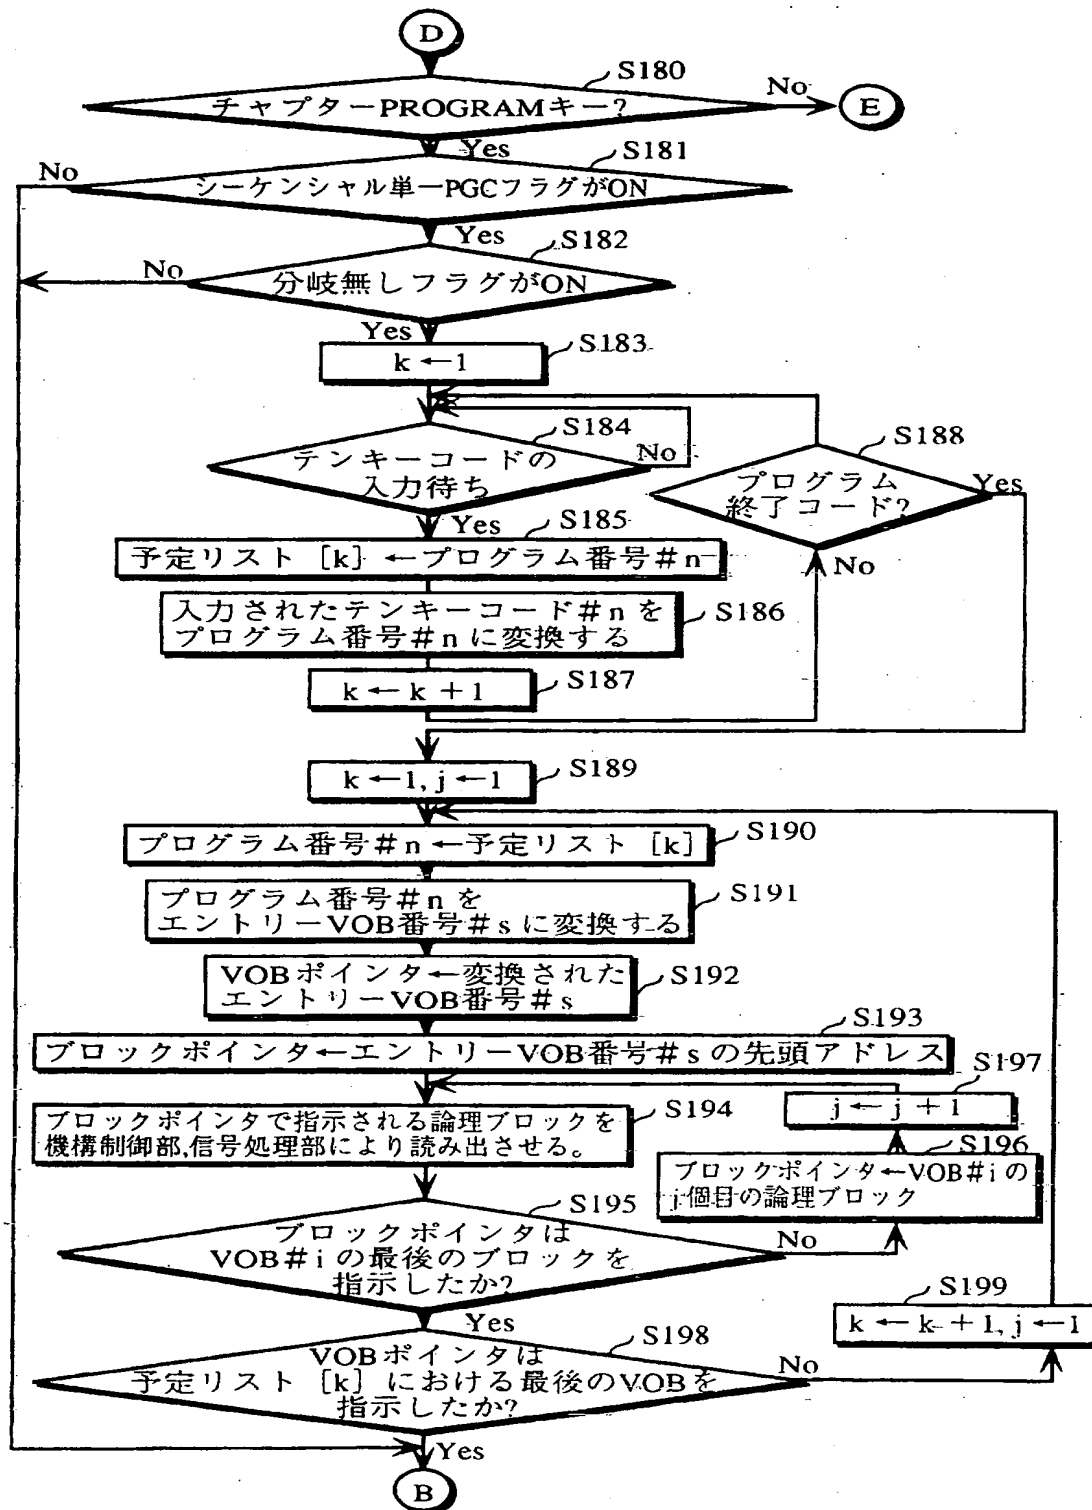 D
S180
チャプターPROGRAMキー?
No
E
Yes
S181
No
シーケンシャル単一PGCフラグがON
Yes
S182
No
分岐無しフラグがON
Yes
S183
k←1
S184
テンキーコードの
入力待ち
No
S188
プログラム
終了コード?
Yes
No
Yes
S185
予定リスト [k] ←プログラム番号#n
S186
入力されたテンキーコード#nを
プログラム番号#nに変換する
S187
k←k+1
S189
k←1, j←1
S190
プログラム番号#n←予定リスト [k]
S191
プログラム番号#nを
エントリーVOB番号#sに変換する
S192
VOBポインタ←変換された
エントリーVOB番号#s
S193
ブロックポインタ←エントリーVOB番号#sの先頭アドレス
S197
j←j+1
S194
ブロックポインタで指示される論理ブロックを
機構制御部,信号処理部により読み出させる。
S196
ブロックポインタ←VOB#iの
j個目の論理ブロック
S195
ブロックポインタは
VOB#iの最後のブロックを
指示したか?
No
Yes
S199
k←k+1, j←1
S198
VOBポインタは
予定リスト [k] における最後のVOBを
指示したか?
No
Yes
B